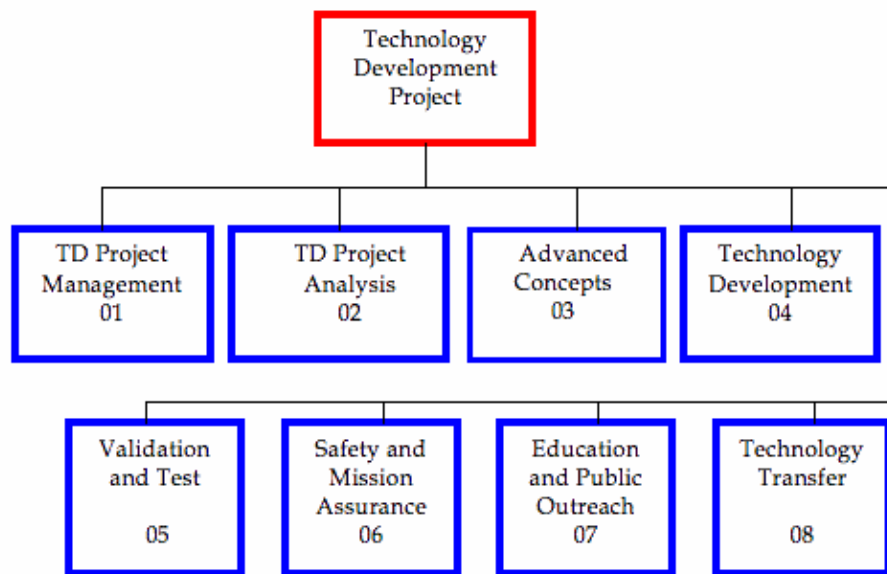 Technology
Development
Project
TD Project
Management
01
TD Project
Analysis
02
Advanced
Concepts
03
Technology
Development
04
Validation
and Test
05
Safety and
Mission
Assurance
06
Education
and Public
Outreach
07
Technology
Transfer
08